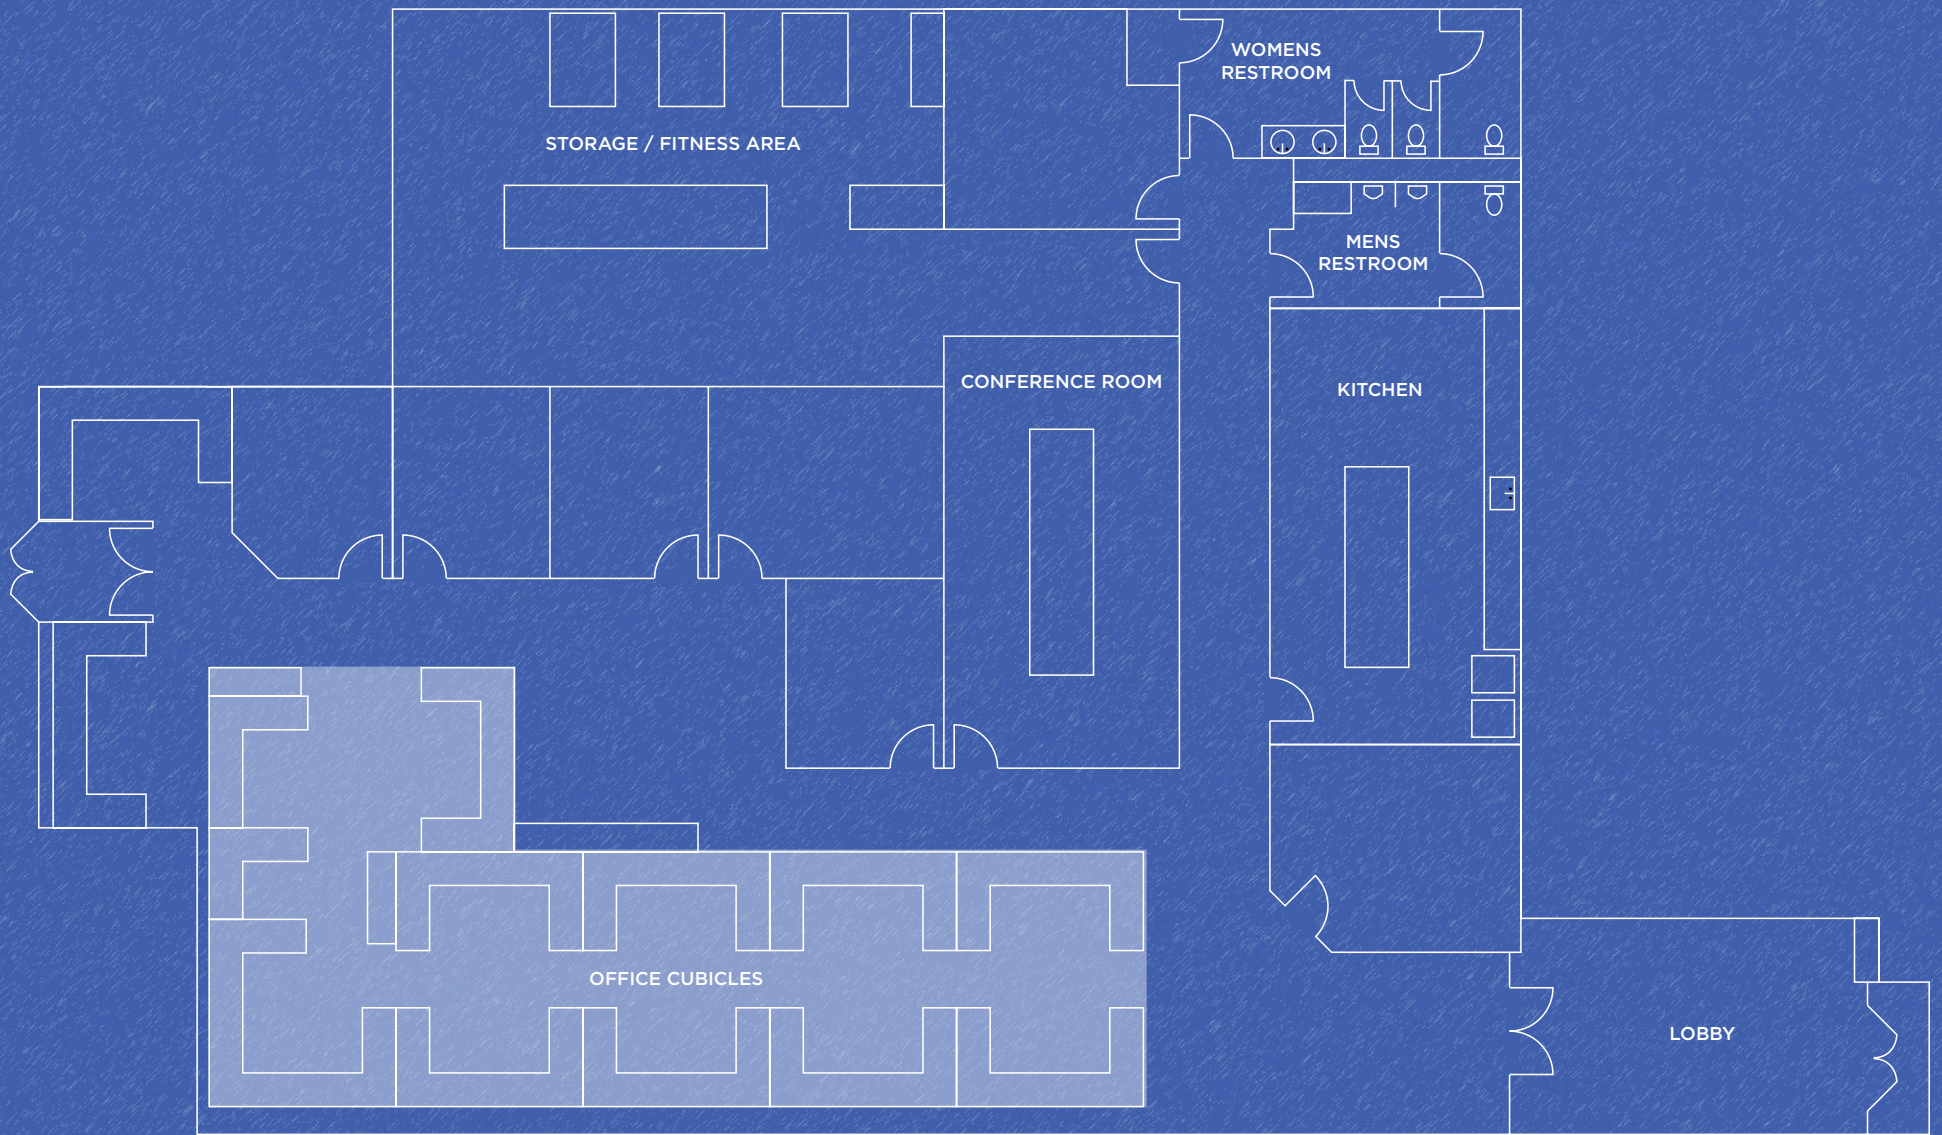 WOMENS
RESTROOM
STORAGE / FITNESS AREA
MENS
RESTROOM
CONFERENCE ROOM
KITCHEN
OFFICE CUBICLES
LOBBY